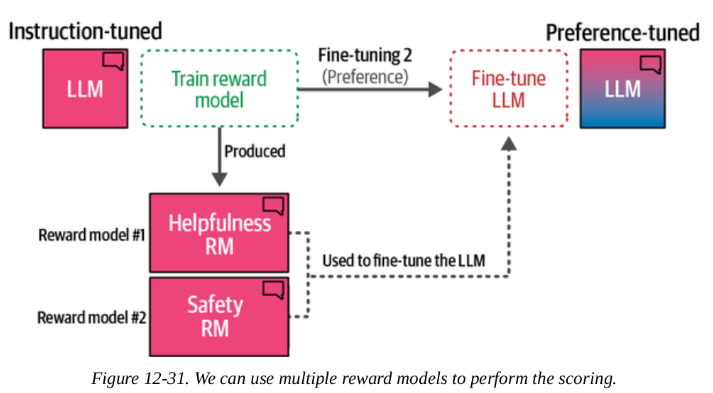 Instruction-tuned
LLM
Train reward
model
Fine-tuning 2
(Preference)
Fine-tune
LLM
Preference-tuned
LLM
Produced
Reward model #1
Helpfulness
RM
Used to fine-tune the LLM
Reward model #2
Safety
RM
Figure 12-31. We can use multiple reward models to perform the scoring.